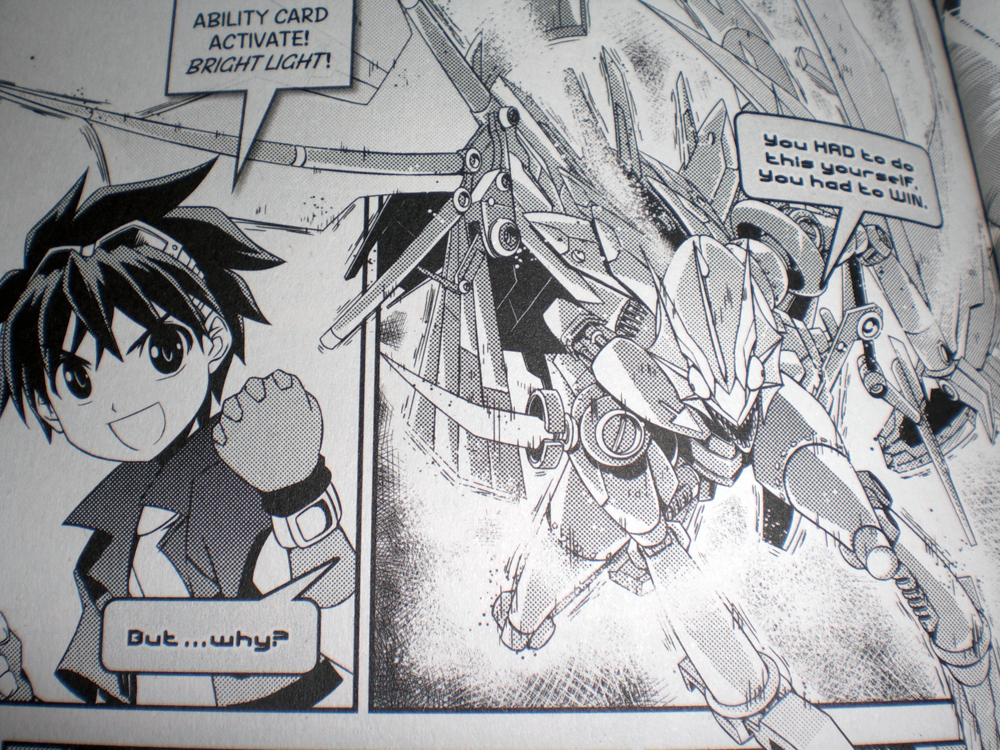 ABILITY CARD
ACTIVATE!
BRIGHT LIGHT!
You HAD to do
this yourself.
You had to WIN.
But...why?